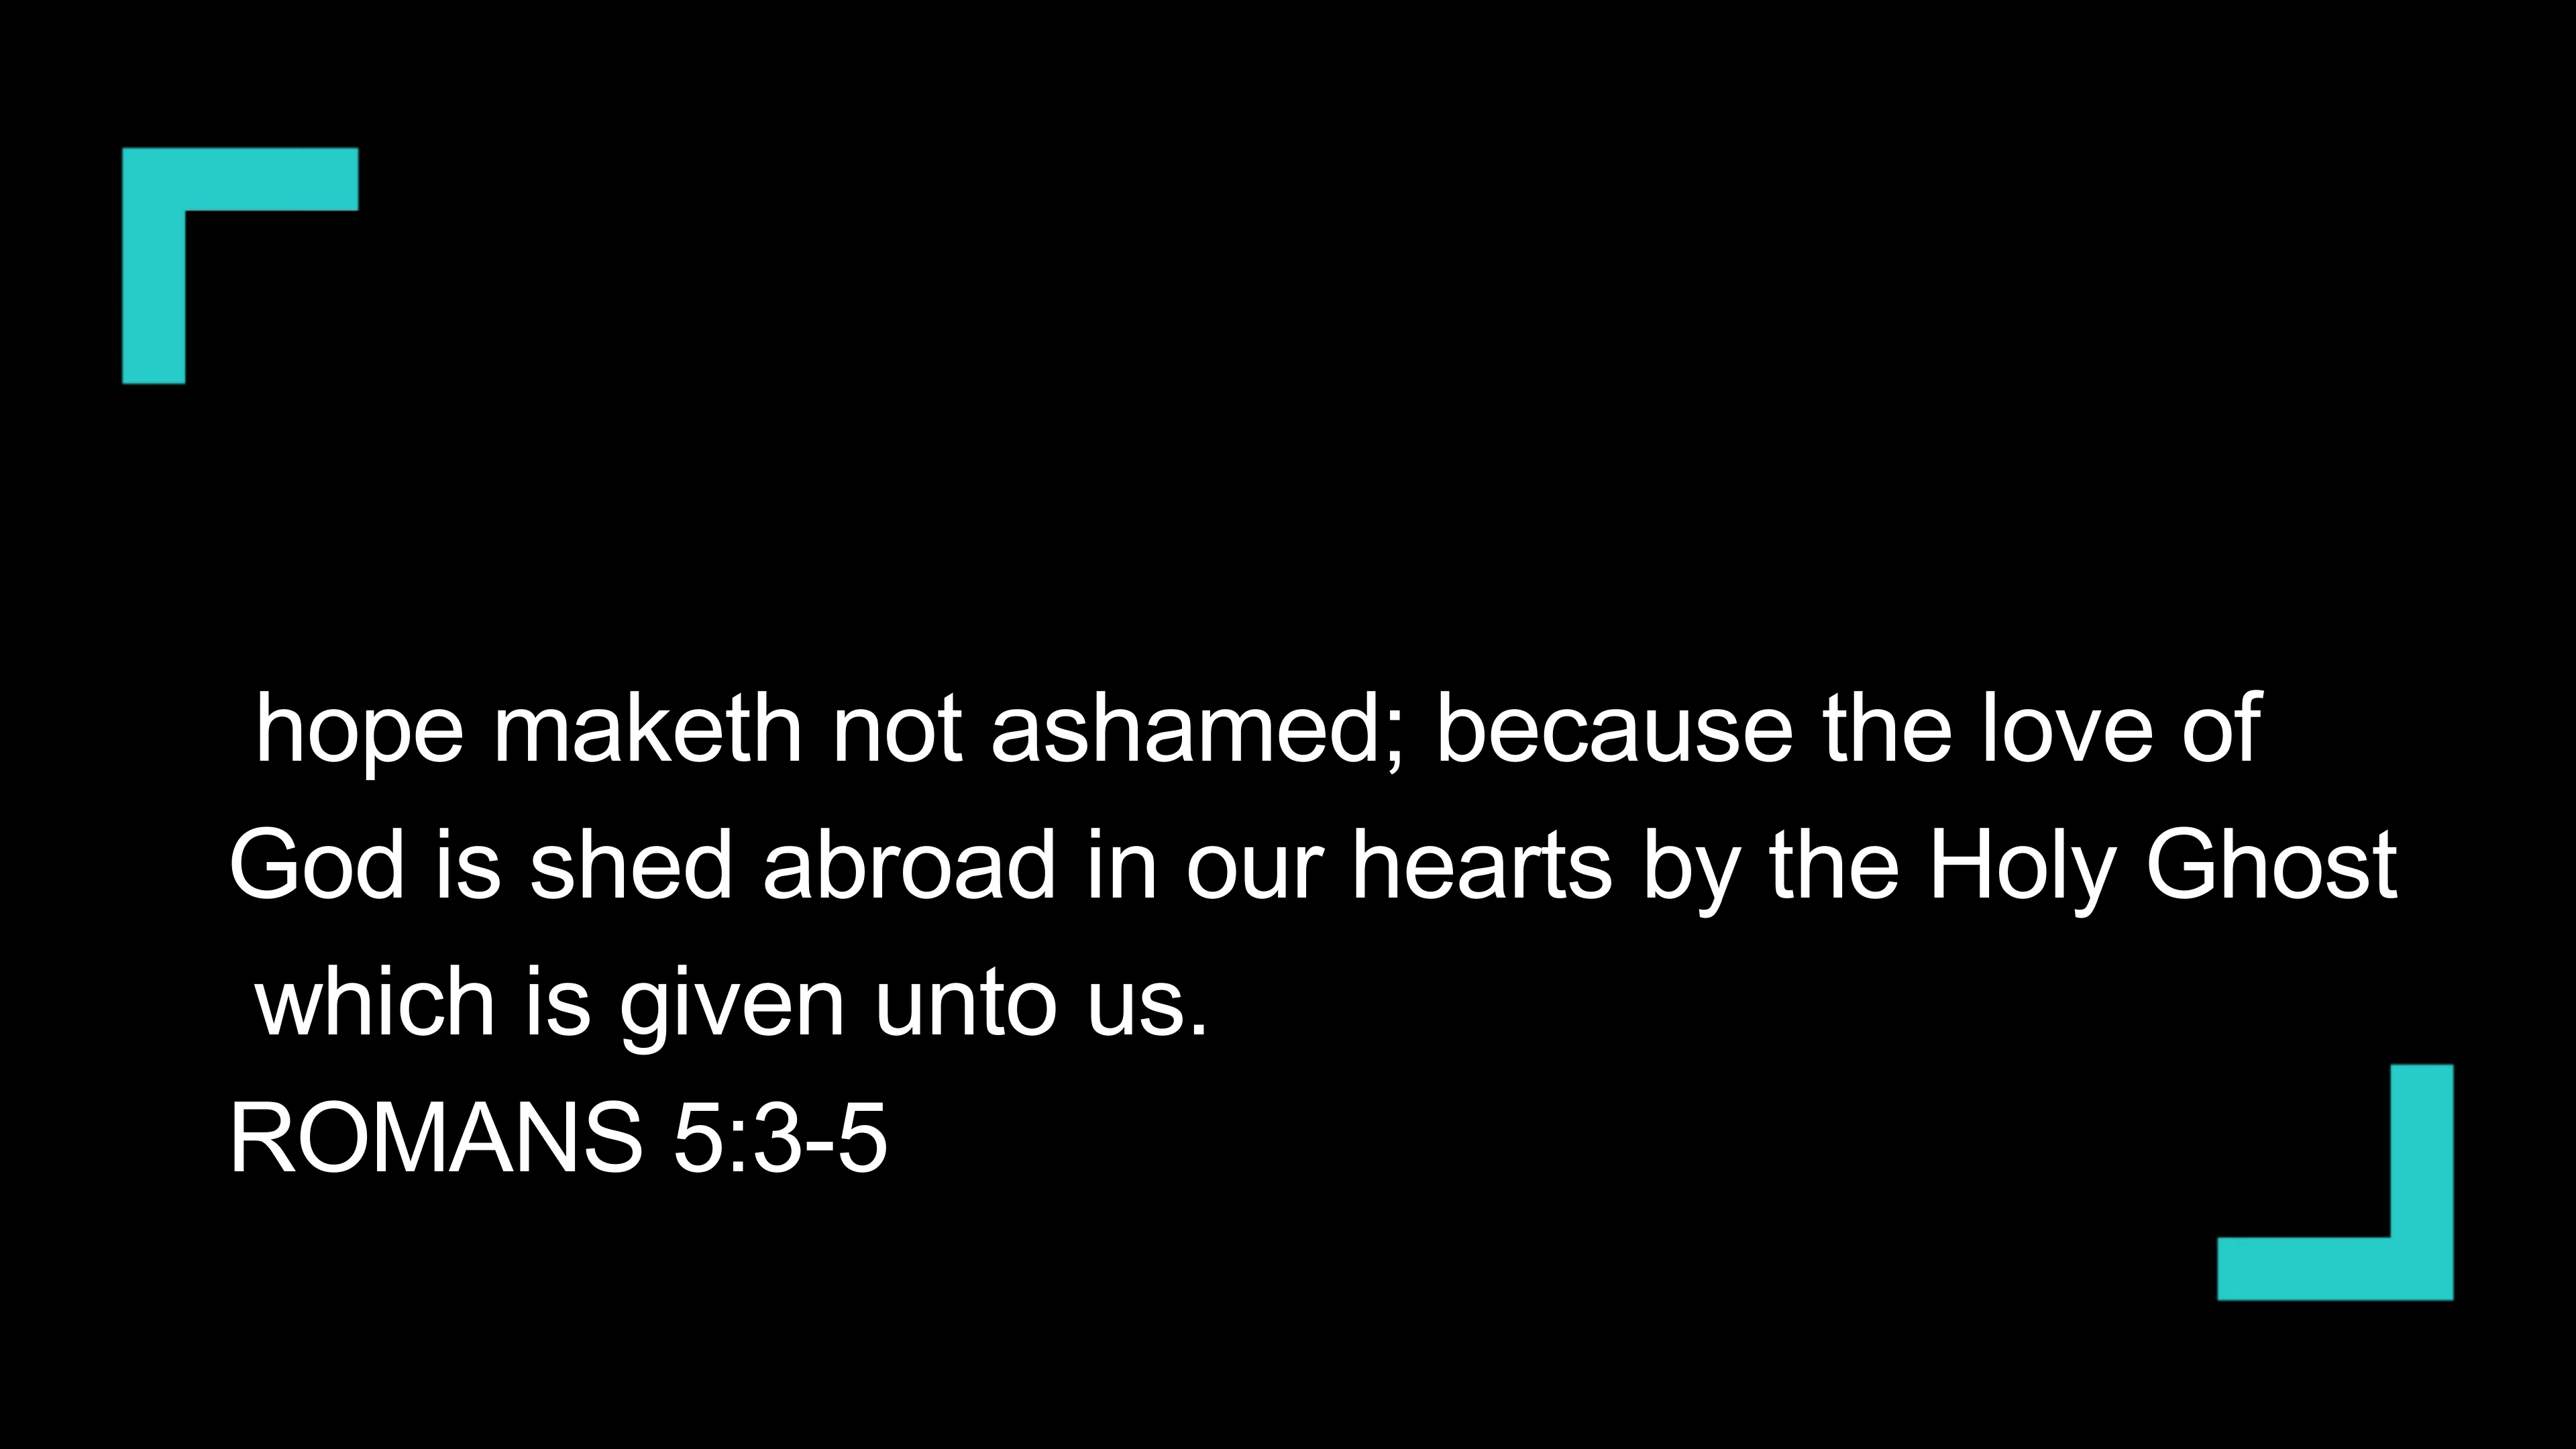 hope maketh not ashamed; because the love of
God is shed abroad in our hearts by the Holy Ghost
which is given unto us.
ROMANS 5:3-5